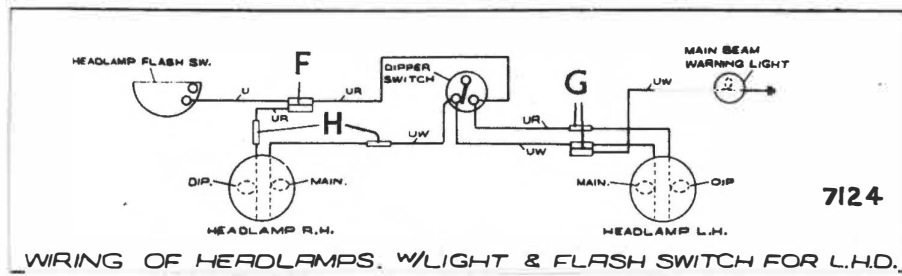 HEADLAMP FLASH SW.
F
DIPPER
SWITCH
G
MAIN BEAM
WARNING LIGHT
U
UR
UW
UR
H
UW
UR
UW
DIP.
MAIN.
MAIN.
DIP
7124
HEADLAMP R.H.
HEADLAMP L.H.
WIRING OF HEADLAMPS. W/LIGHT & FLASH SWITCH FOR L.H.D.